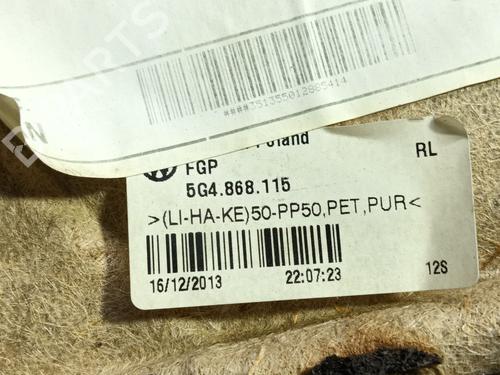 ####351355012885414
Poland
RL
FGP
5G4.868.115
>(LI-HA-KE)50-PP50,PET,PUR<
16/12/2013 22:07:23 12S